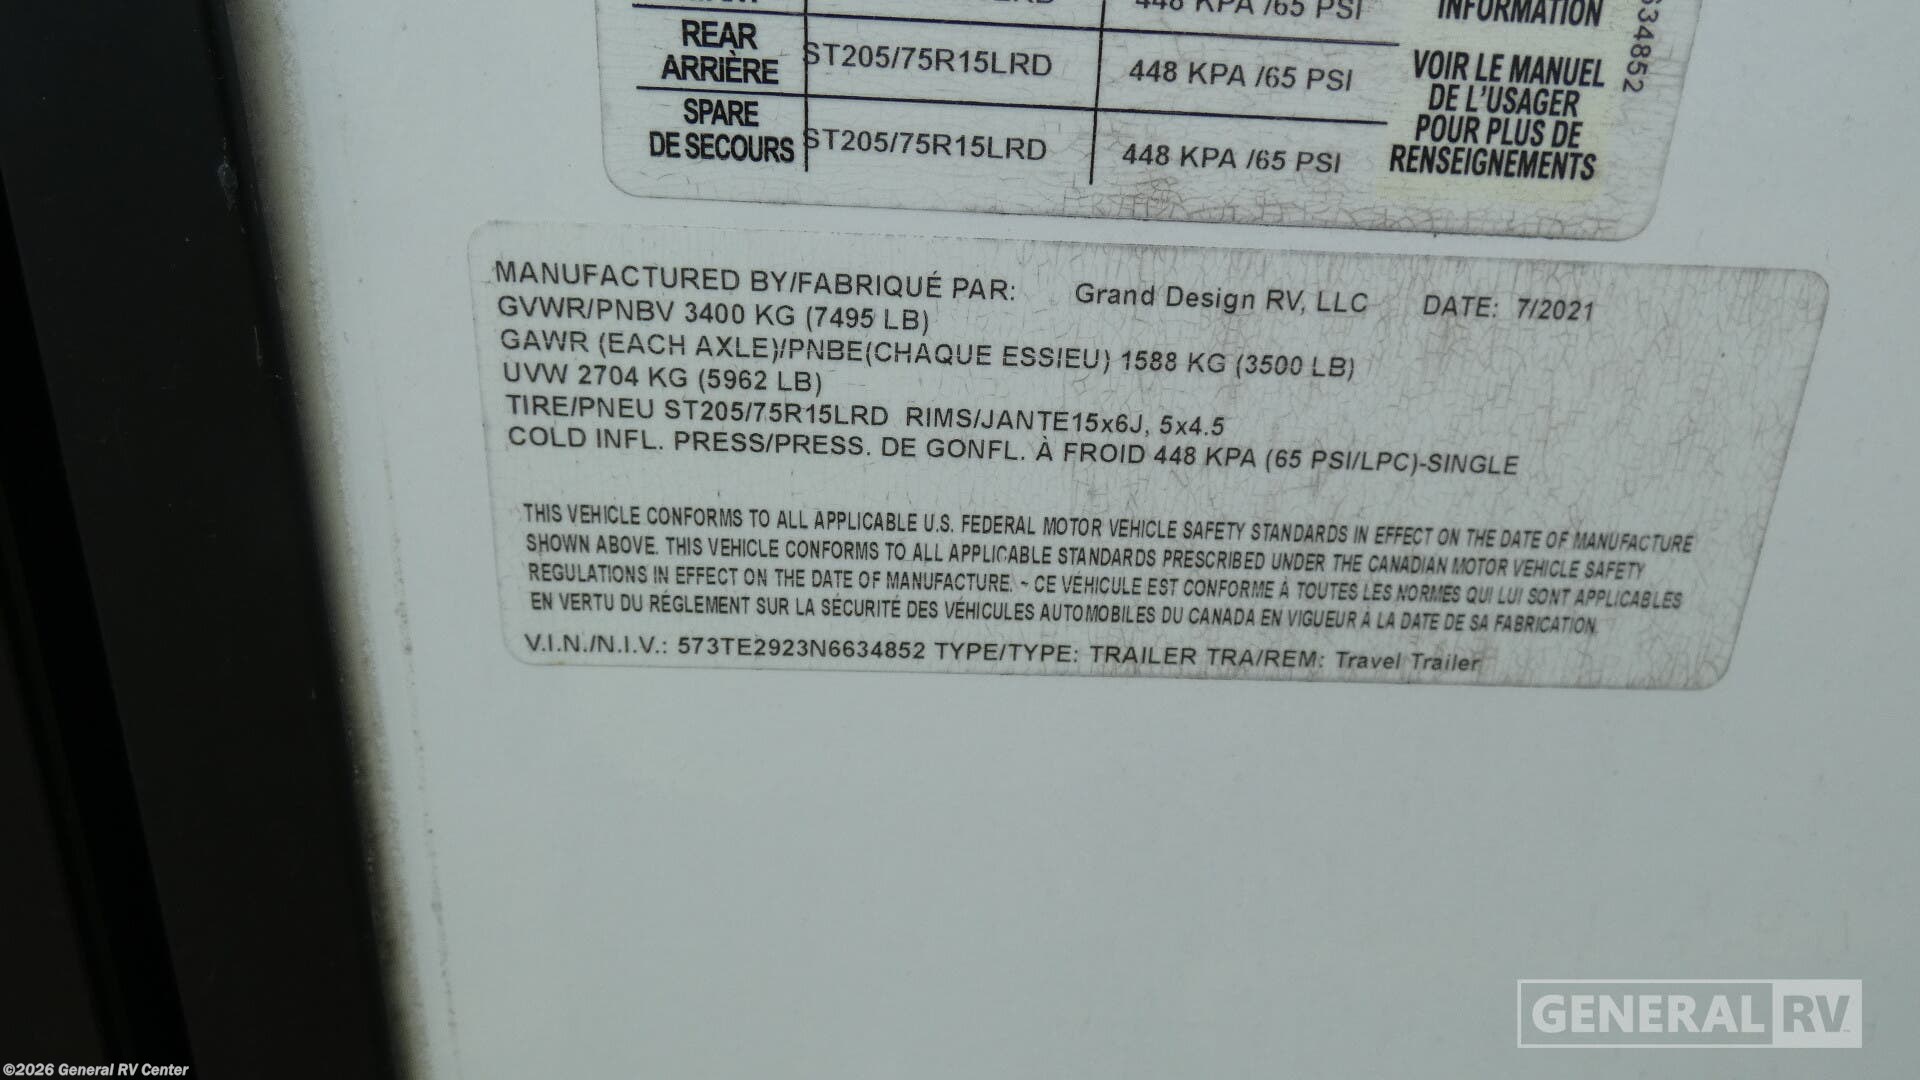 448 KPA /65 PSI
INFORMATION
REAR
ARRIÈRE
ST205/75R15LRD
448 KPA /65 PSI
SPARE
DE SECOURS
ST205/75R15LRD
448 KPA /65 PSI
VOIR LE MANUEL
DE L'USAGER
POUR PLUS DE
RENSEIGNEMENTS
634852
MANUFACTURED BY/FABRIQUÉ PAR: Grand Design RV, LLC DATE: 7/2021
GVWR/PNBV 3400 KG (7495 LB)
GAWR (EACH AXLE)/PNBE(CHAQUE ESSIEU) 1588 KG (3500 LB)
UVW 2704 KG (5962 LB)
TIRE/PNEU ST205/75R15LRD RIMS/JANTE15x6J, 5x4.5
COLD INFL. PRESS/PRESS. DE GONFL. À FROID 448 KPA (65 PSI/LPC)-SINGLE
THIS VEHICLE CONFORMS TO ALL APPLICABLE U.S. FEDERAL MOTOR VEHICLE SAFETY STANDARDS IN EFFECT ON THE DATE OF MANUFACTURE
SHOWN ABOVE. THIS VEHICLE CONFORMS TO ALL APPLICABLE STANDARDS PRESCRIBED UNDER THE CANADIAN MOTOR VEHICLE SAFETY
REGULATIONS IN EFFECT ON THE DATE OF MANUFACTURE. ~ CE VÉHICULE EST CONFORME À TOUTES LES NORMES QUI LUI SONT APPLICABLES
EN VERTU DU RÉGLEMENT SUR LA SÉCURITÉ DES VÉHICULES AUTOMOBILES DU CANADA EN VIGUEUR À LA DATE DE SA FABRICATION.
V.I.N./N.I.V.: 573TE2923N6634852 TYPE/TYPE: TRAILER TRA/REM: Travel Trailer
GENERAL RV
©2026 General RV Center